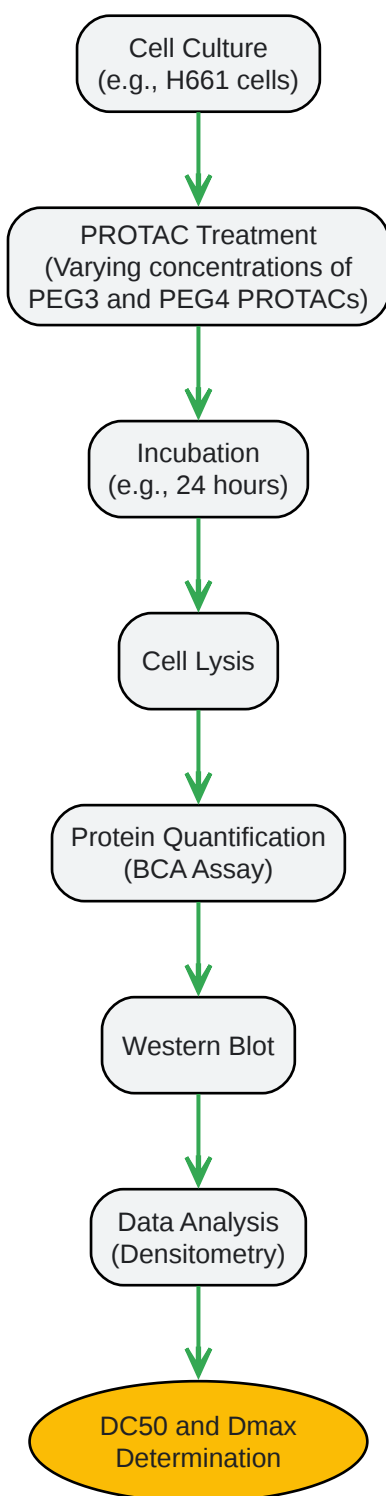 Cell Culture
(e.g., H661 cells)
PROTAC Treatment
(Varying concentrations of
PEG3 and PEG4 PROTACs)
Incubation
(e.g., 24 hours)
Cell Lysis
Protein Quantification
(BCA Assay)
Western Blot
Data Analysis
(Densitometry)
DC50 and Dmax
Determination